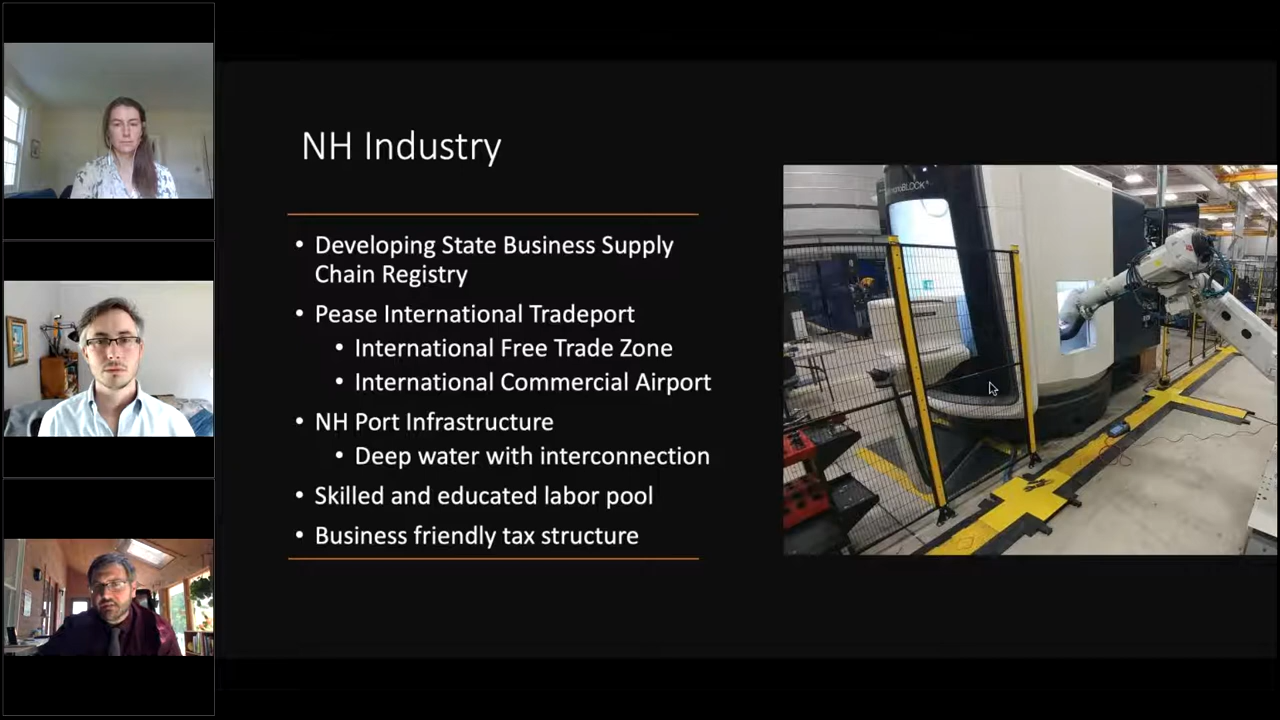 NH Industry
• Developing State Business Supply
Chain Registry
• Pease International Tradeport
• International Free Trade Zone
• International Commercial Airport
• NH Port Infrastructure
• Deep water with interconnection
• Skilled and educated labor pool
• Business friendly tax structure
monoBLOCK